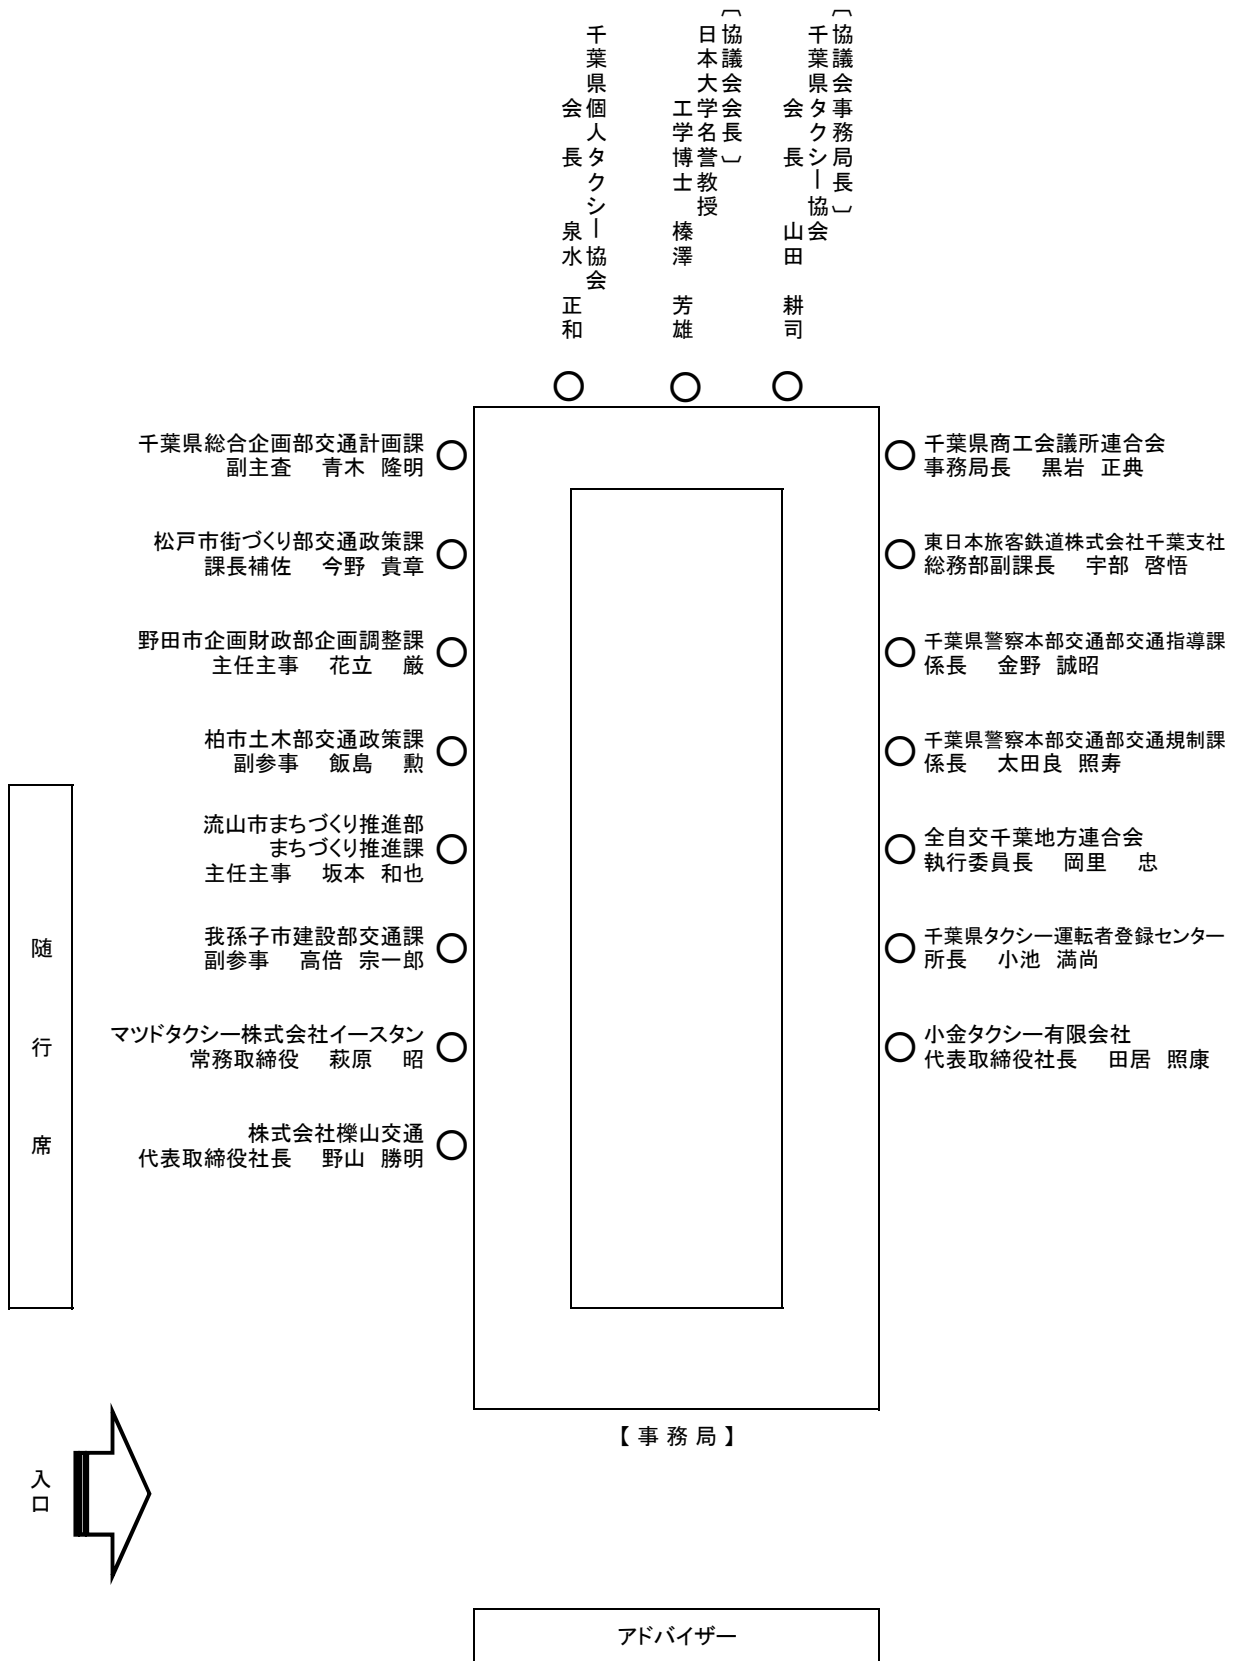 〔協議会事務局長〕
千葉県タクシー協会
会長 山田 耕司
〔協議会会長〕
日本大学名誉教授
工学博士 榛澤 芳雄
千葉県個人タクシー協会
会長 泉水 正和
千葉県総合企画部交通計画課
副主査 青木 隆明
松戸市街づくり部交通政策課
課長補佐 今野 貴章
野田市企画財政部企画調整課
主任主事 花立 厳
柏市土木部交通政策課
副参事 飯島 勲
流山市まちづくり推進部
まちづくり推進課
主任主事 坂本 和也
我孫子市建設部交通課
副参事 高倍 宗一郎
マツドタクシー株式会社イースタン
常務取締役 萩原 昭
株式会社櫟山交通
代表取締役社長 野山 勝明
千葉県商工会議所連合会
事務局長 黒岩 正典
東日本旅客鉄道株式会社千葉支社
総務部副課長 宇部 啓悟
千葉県警察本部交通部交通指導課
係長 金野 誠昭
千葉県警察本部交通部交通規制課
係長 太田良 照寿
全自交千葉地方連合会
執行委員長 岡里 忠
千葉県タクシー運転者登録センター
所長 小池 満尚
小金タクシー有限会社
代表取締役社長 田居 照康
随行席
【事務局】
入口
アドバイザー